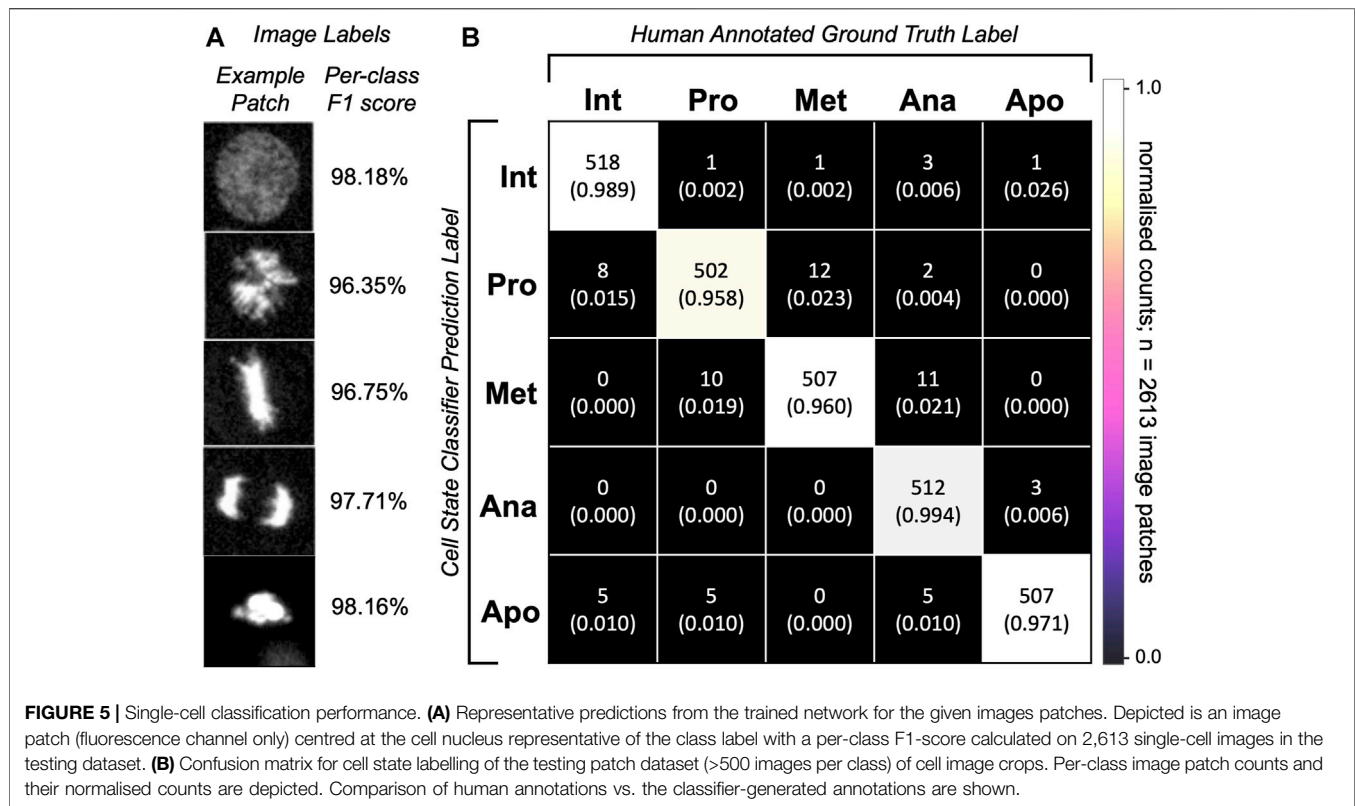 A Image Labels
Example Patch
Per-class F1 score
98.18%
96.35%
96.75%
97.71%
98.16%
B Human Annotated Ground Truth Label
Int Pro Met Ana Apo
Cell State Classifier Prediction Label
Int 518 (0.989) 1 (0.002) 1 (0.002) 3 (0.006) 1 (0.026)
Pro 8 (0.015) 502 (0.958) 12 (0.023) 2 (0.004) 0 (0.000)
Met 0 (0.000) 10 (0.019) 507 (0.960) 11 (0.021) 0 (0.000)
Ana 0 (0.000) 0 (0.000) 0 (0.000) 512 (0.994) 3 (0.006)
Apo 5 (0.010) 5 (0.010) 0 (0.000) 5 (0.010) 507 (0.971)
1.0
normalised counts; n = 2613 image patches
0.0
FIGURE 5 | Single-cell classification performance. (A) Representative predictions from the trained network for the given images patches. Depicted is an image
patch (fluorescence channel only) centred at the cell nucleus representative of the class label with a per-class F1-score calculated on 2,613 single-cell images in the
testing dataset. (B) Confusion matrix for cell state labelling of the testing patch dataset (>500 images per class) of cell image crops. Per-class image patch counts and
their normalised counts are depicted. Comparison of human annotations vs. the classifier-generated annotations are shown.